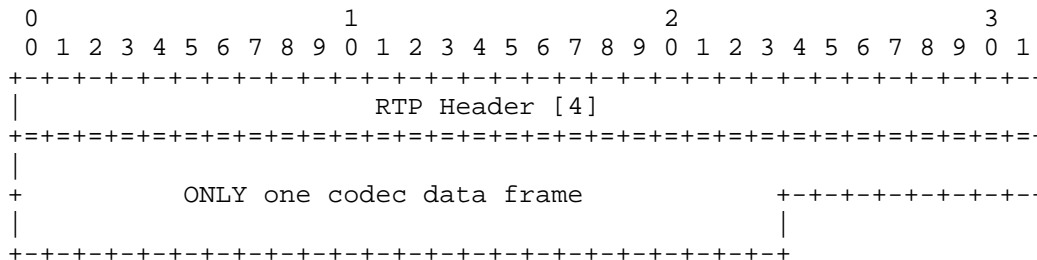 0                   1                   2                   3
 0 1 2 3 4 5 6 7 8 9 0 1 2 3 4 5 6 7 8 9 0 1 2 3 4 5 6 7 8 9 0 1
+-+-+-+-+-+-+-+-+-+-+-+-+-+-+-+-+-+-+-+-+-+-+-+-+-+-+-+-+-+-+-+-
|                      RTP Header [4]
+=+=+=+=+=+=+=+=+=+=+=+=+=+=+=+=+=+=+=+=+=+=+=+=+=+=+=+=+=+=+=+=
|
+          ONLY one codec data frame            +-+-+-+-+-+-+-+-
|                                               |
+-+-+-+-+-+-+-+-+-+-+-+-+-+-+-+-+-+-+-+-+-+-+-+-+